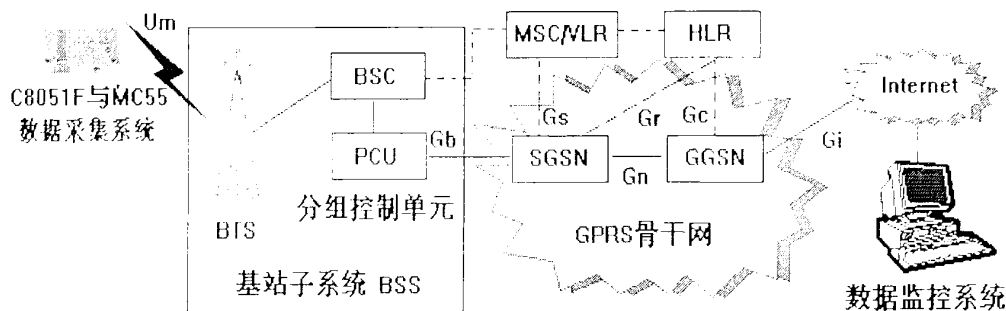 Um
C8051F与MC55
数据采集系统
BTS
BSC
PCU
分组控制单元
基站子系统 BSS
Gb
MSC/VLR
HLR
Gs
Gr
Gc
SGSN
Gn
GGSN
GPRS骨干网
Gi
Internet
数据监控系统